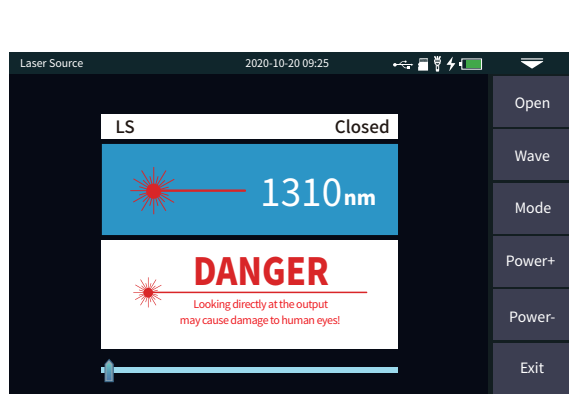 Laser Source 2020-10-20 09:25
LS Closed
1310nm
DANGER
Looking directly at the output
may cause damage to human eyes!
Open
Wave
Mode
Power+
Power-
Exit